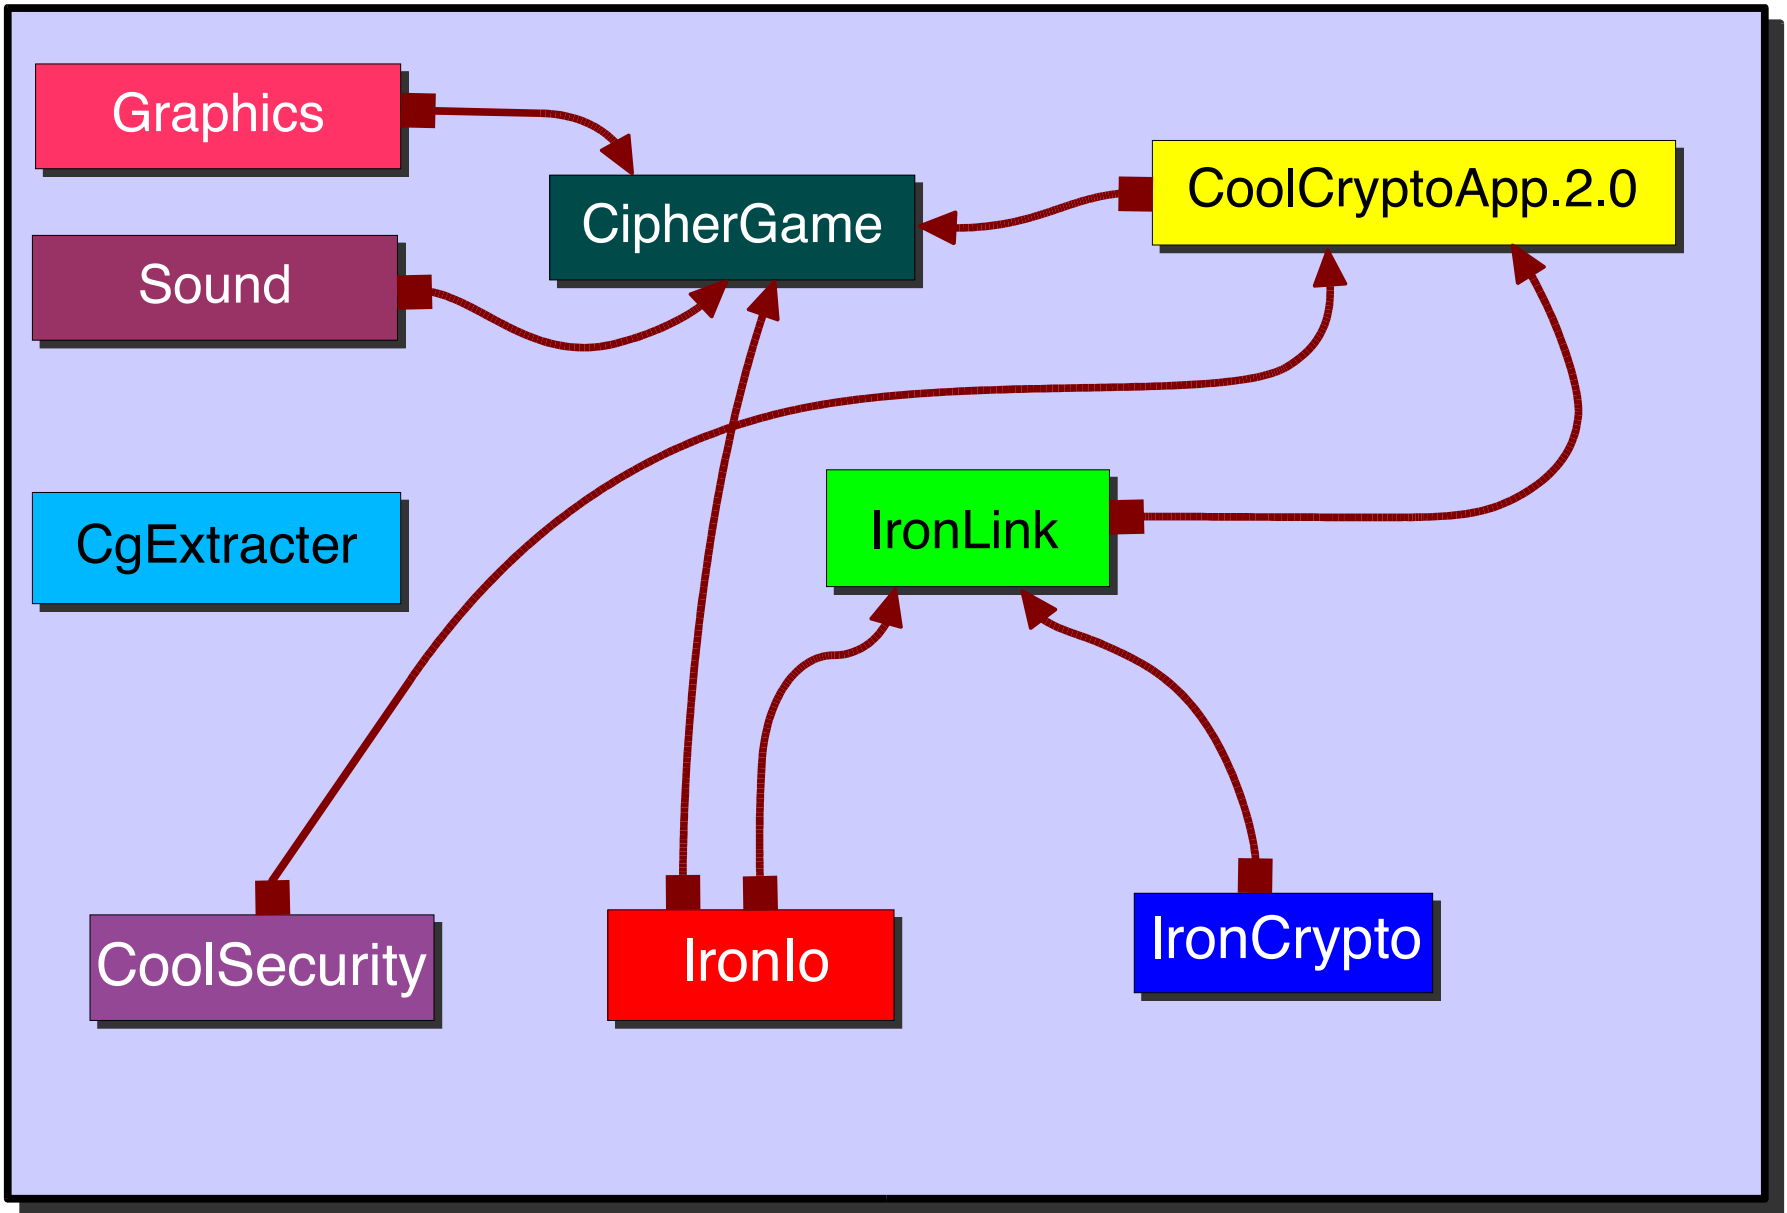 Graphics
CoolCryptoApp.2.0
CipherGame
Sound
IronLink
CgExtracter
CoolSecurity
IronIo
IronCrypto